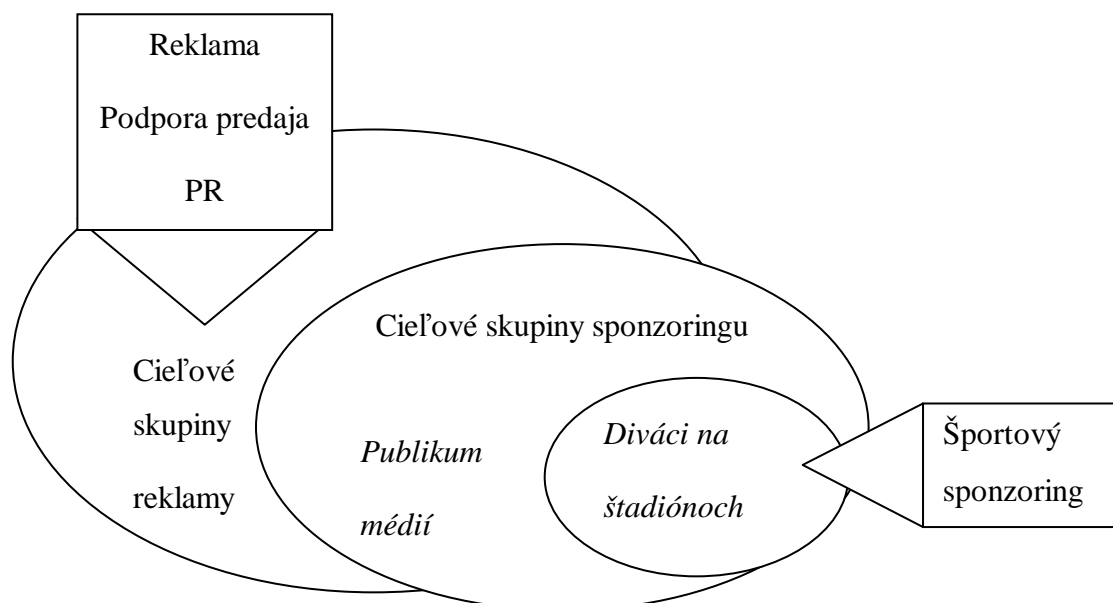 Reklama
Podpora predaja
PR
Cieľové skupiny sponzoringu
Cieľové
skupiny
reklamy
Publikum
médií
Diváci na
štadiónoch
Športový
sponzoring